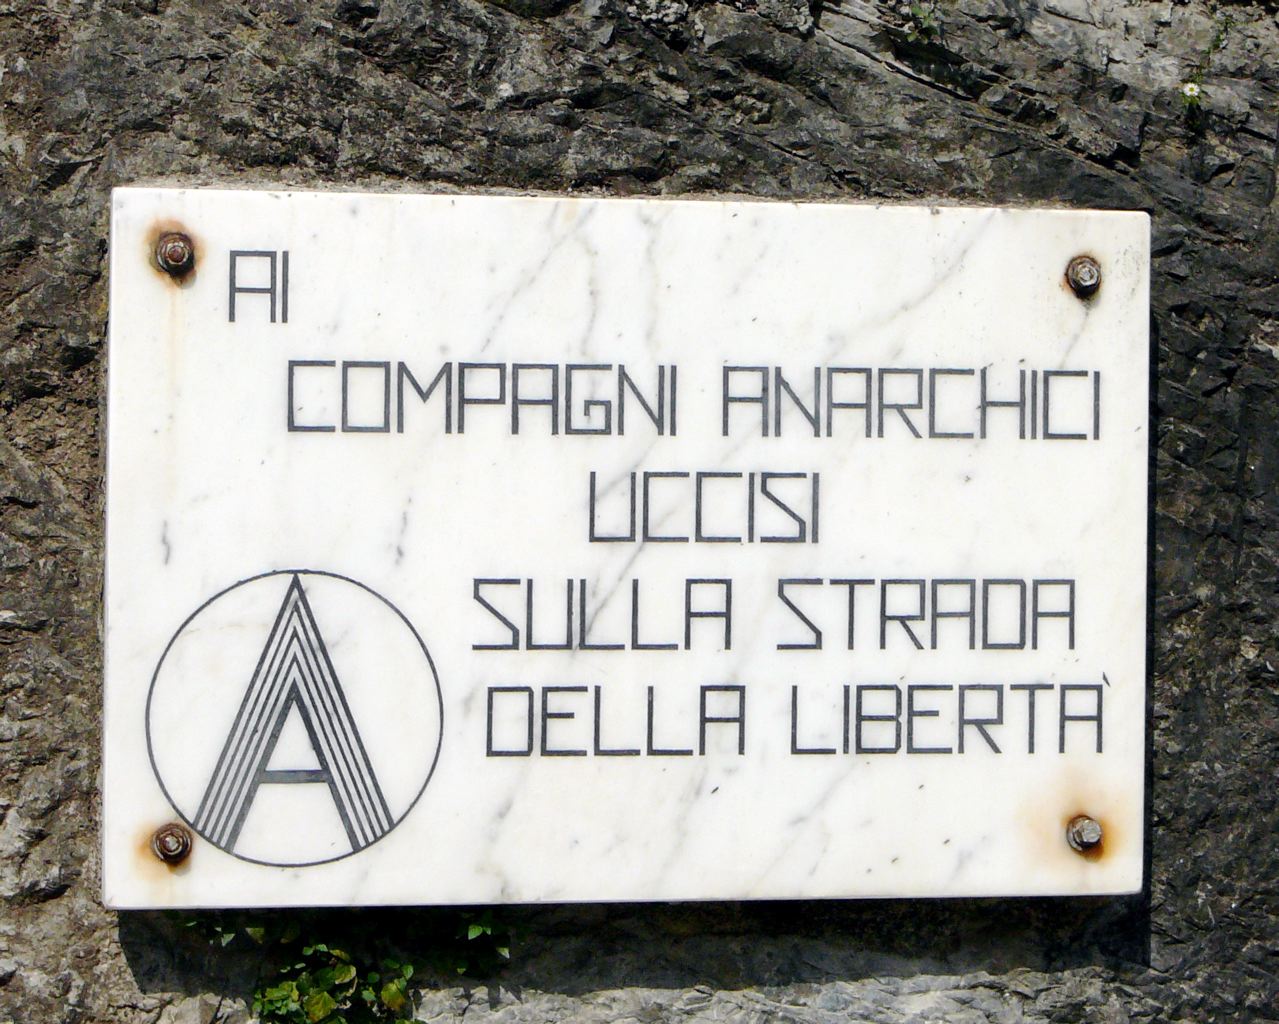 AI
COMPAGNI ANARCHICI
UCCISI
SULLA STRADA
DELLA LIBERTÀ
A